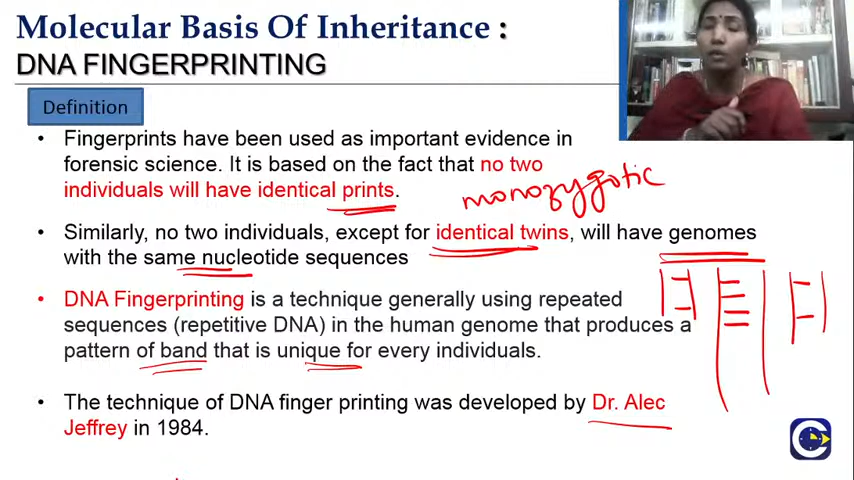 Molecular Basis Of Inheritance :
DNA FINGERPRINTING
Definition
• Fingerprints have been used as important evidence in
forensic science. It is based on the fact that no two
individuals will have identical prints.
monozygotic
• Similarly, no two individuals, except for identical twins, will have genomes
with the same nucleotide sequences
• DNA Fingerprinting is a technique generally using repeated
sequences (repetitive DNA) in the human genome that produces a
pattern of band that is unique for every individuals.
• The technique of DNA finger printing was developed by Dr. Alec
Jeffrey in 1984.